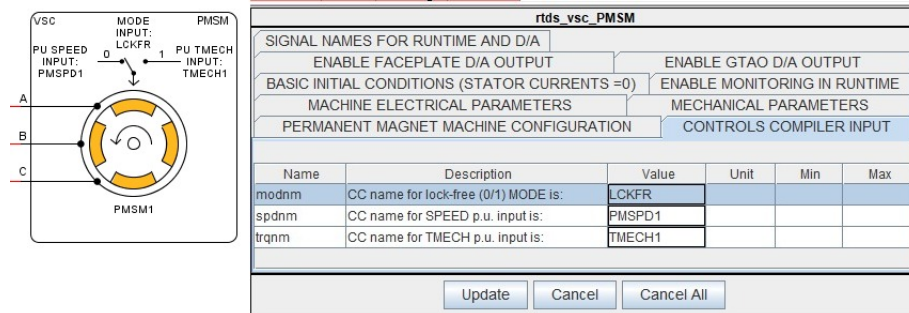 VSC
MODE
INPUT:
LCKFR
PMSM
PU SPEED
INPUT:
PMSPD1
0
1
PU TMECH
INPUT:
TMECH1
A
B
C
PMSM1
rtds_vsc_PMSM
SIGNAL NAMES FOR RUNTIME AND D/A
ENABLE FACEPLATE D/A OUTPUT
ENABLE GTAO D/A OUTPUT
BASIC INITIAL CONDITIONS (STATOR CURRENTS =0)
ENABLE MONITORING IN RUNTIME
MACHINE ELECTRICAL PARAMETERS
MECHANICAL PARAMETERS
PERMANENT MAGNET MACHINE CONFIGURATION
CONTROLS COMPILER INPUT
Name Description Value Unit Min Max
modnm CC name for lock-free (0/1) MODE is: LCKFR
spdnm CC name for SPEED p.u. input is: PMSPD1
trqnm CC name for TMECH p.u. input is: TMECH1
Update Cancel Cancel All